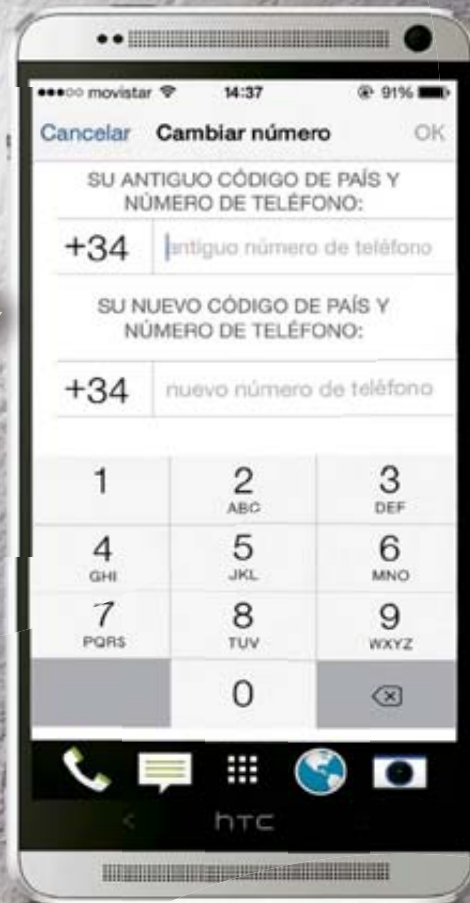 movistar 14:37 91%
Cancelar Cambiar número OK
SU ANTIGUO CÓDIGO DE PAÍS Y
NÚMERO DE TELÉFONO:
+34 antiguo número de teléfono
SU NUEVO CÓDIGO DE PAÍS Y
NÚMERO DE TELÉFONO:
+34 nuevo número de teléfono
1 2 3
ABC DEF
4 5 6
GHI JKL MNO
7 8 9
PQRS TUV WXYZ
0
hTC